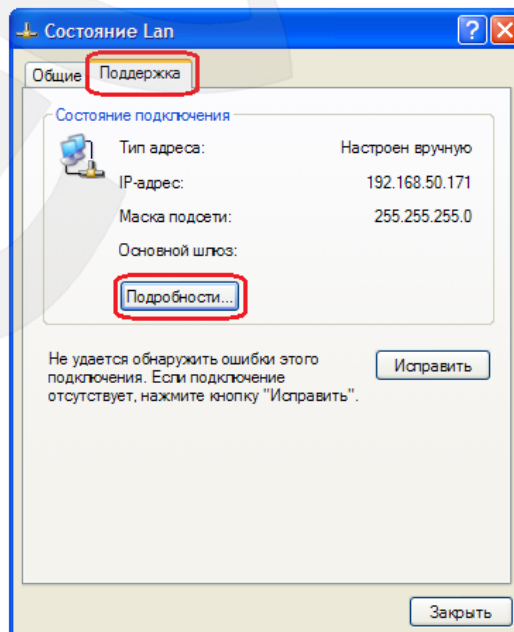 Состояние Lan
Общие Поддержка
Состояние подключения
Тип адреса: Настроен вручную
IP-адрес: 192.168.50.171
Маска подсети: 255.255.255.0
Основной шлюз:
Подробности...
Не удается обнаружить ошибки этого
подключения. Если подключение
отсутствует, нажмите кнопку "Исправить".
Исправить
Закрыть